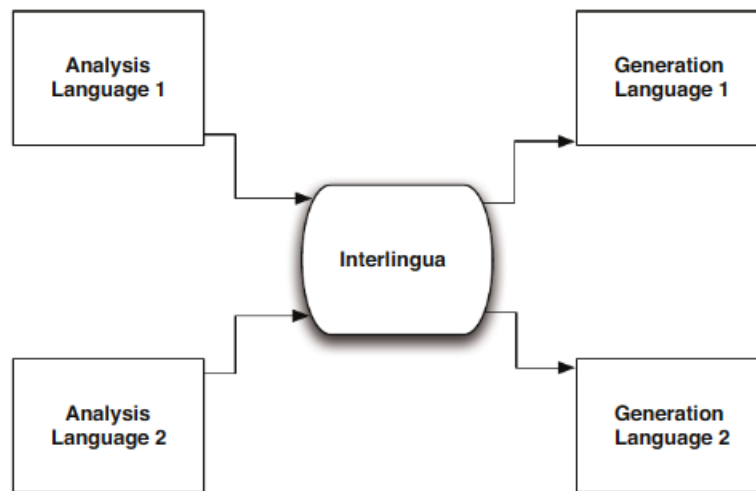 Analysis
Language 1
Generation
Language 1
Interlingua
Analysis
Language 2
Generation
Language 2